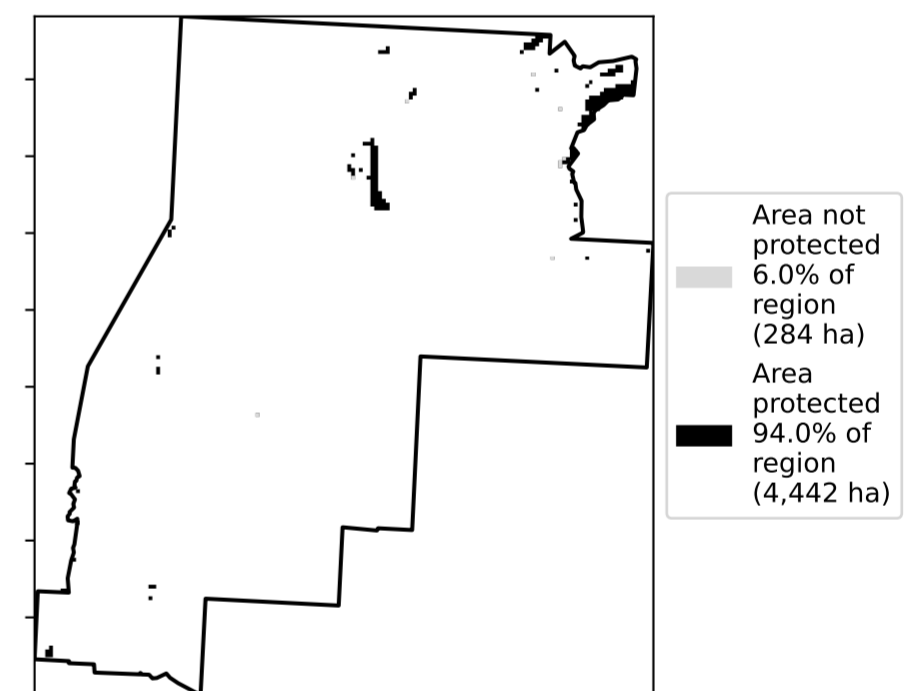 Area not
protected
6.0% of
region
(284 ha)
Area
protected
94.0% of
region
(4,442 ha)